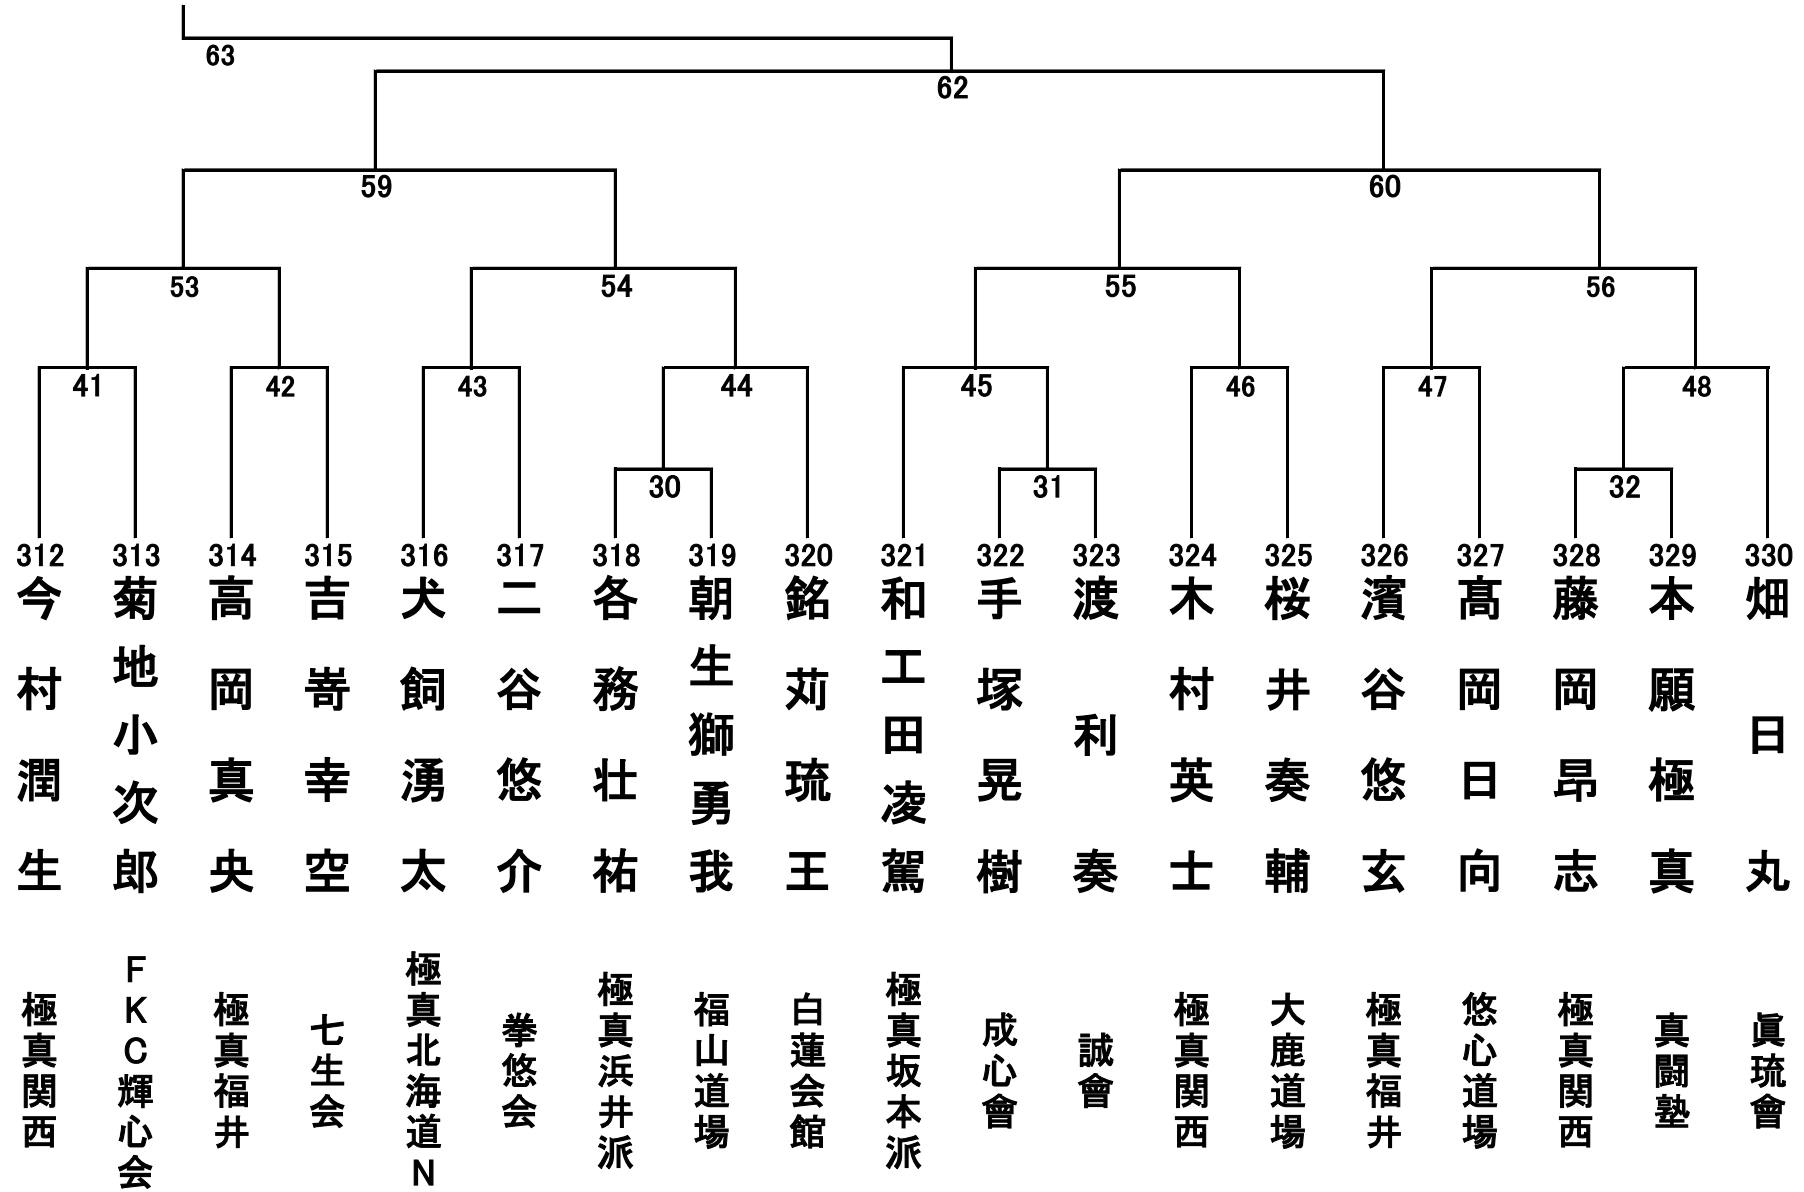 63
62
59
60
53
54
55
56
41
42
43
44
45
46
47
48
30
31
32
312
今村潤生
極真関西
313
菊地小次郎
FKC輝心会
314
高岡真央
極真福井
315
吉嵜幸空
七生会
316
犬飼湧太
極真北海道N
317
二谷悠介
拳悠会
318
各務壮祐
極真浜井派
319
朝生獅勇我
福山道場
320
銘苅琉王
白蓮会館
321
和工田凌駕
極真坂本派
322
手塚晃樹
成心會
323
渡利奏
誠會
324
木村英士
極真関西
325
桜井奏輔
大鹿道場
326
濱谷悠玄
極真福井
327
髙岡日向
悠心道場
328
藤岡昂志
極真関西
329
本願極真
真闘塾
330
畑日丸
眞琉會